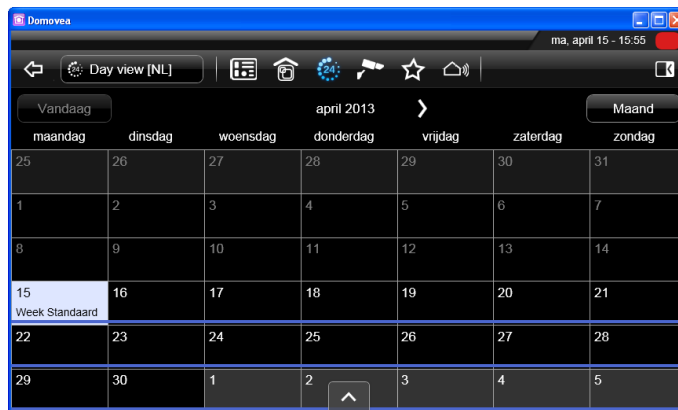 Domovea
ma, april 15 - 15:55
24: Day view [NL] 24
Vandaag april 2013 Maand
maandag dinsdag woensdag donderdag vrijdag zaterdag zondag
25 26 27 28 29 30 31
1 2 3 4 5 6 7
8 9 10 11 12 13 14
15 16 17 18 19 20 21
Week Standaard
22 23 24 25 26 27 28
29 30 1 2 3 4 5